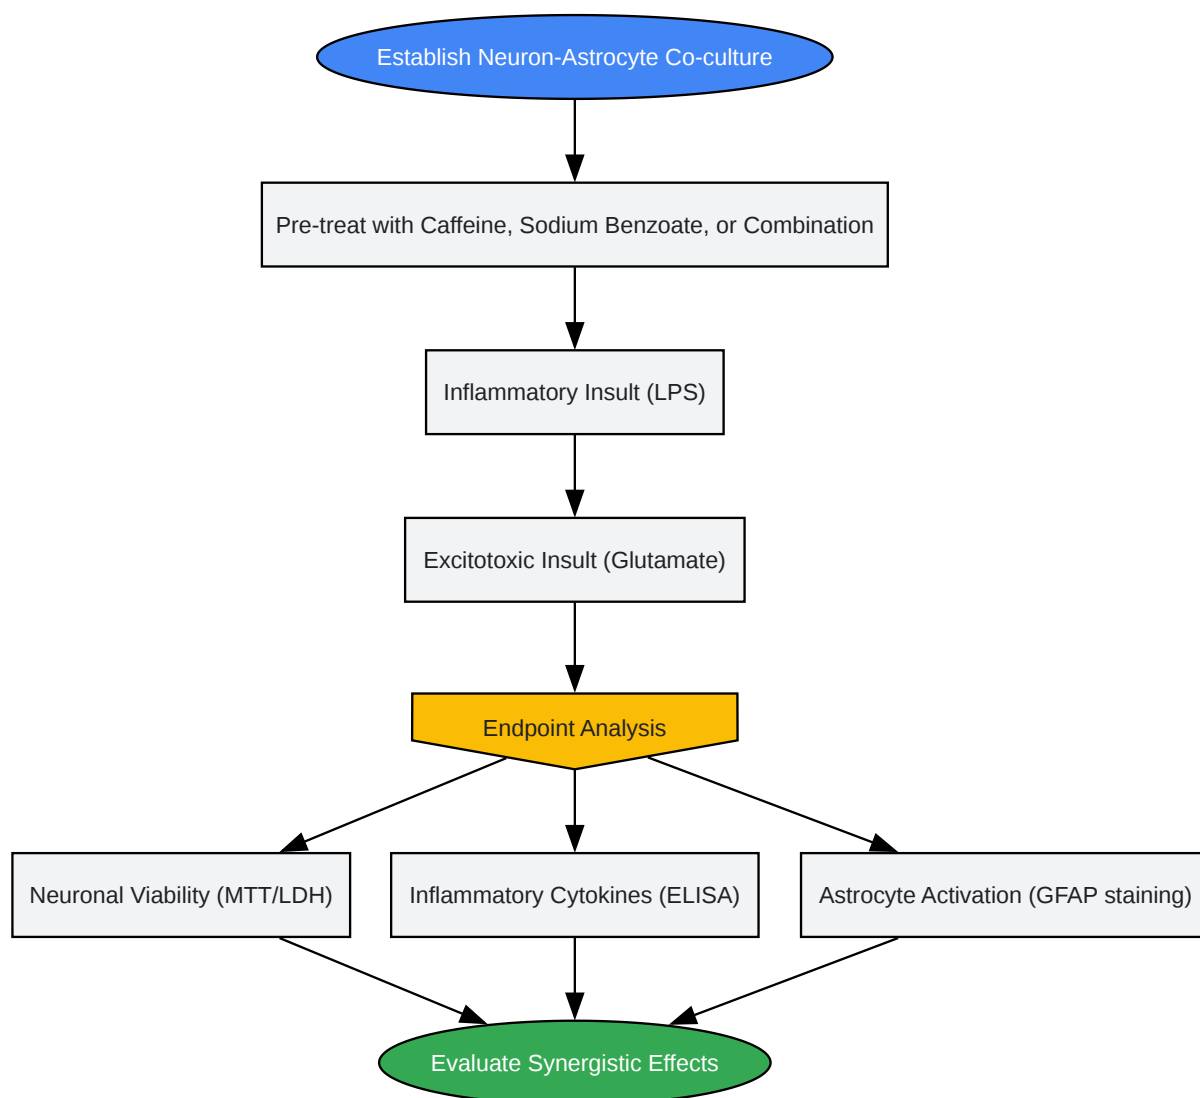 Establish Neuron-Astrocyte Co-culture
Pre-treat with Caffeine, Sodium Benzoate, or Combination
Inflammatory Insult (LPS)
Excitotoxic Insult (Glutamate)
Endpoint Analysis
Neuronal Viability (MTT/LDH)
Inflammatory Cytokines (ELISA)
Astrocyte Activation (GFAP staining)
Evaluate Synergistic Effects